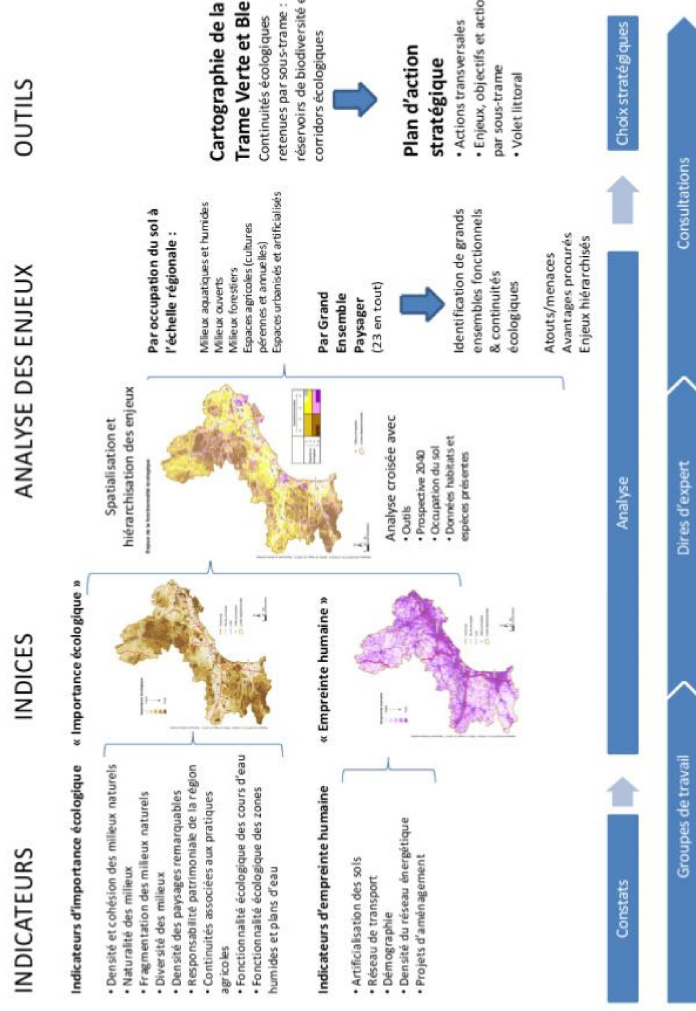 INDICATEURS
INDICES
ANALYSE DES ENJEUX
OUTILS
Indicateurs d'importance écologique
• Densité et cohésion des milieux naturels
• Naturalité des milieux
• Fragmentation des milieux naturels
• Diversité des milieux
• Densité des paysages remarquables
• Responsabilité patrimoniale de la région
• Continuités associées aux pratiques
agricoles
• Fonctionnalité écologique des cours d'eau
• Fonctionnalité écologique des zones
humides et plans d'eau
Indicateurs d'empreinte humaine
• Artificialisation des sols
• Réseau de transport
• Démographie
• Densité du réseau énergétique
• Projets d'aménagement
« Importance écologique »
« Empreinte humaine »
Spatialisation et
hiérarchisation des enjeux
Analyse croisée avec
• Outils
• Prospective 2040
• Occupation du sol
• Données habitats et
espèces présentes
Par occupation du sol à
l'échelle régionale :
Milieux aquatiques et humides
Milieux ouverts
Milieux forestiers
Espaces agricoles (cultures
pérennes et annuelles)
Espaces urbanisés et artificialisés
Par Grand
Ensemble
Paysager
(23 en tout)
Identification de grands
ensembles fonctionnels
& continuités
écologiques
Atouts/menaces
Avantages procurés
Enjeux hiérarchisés
Cartographie de la
Trame Verte et Ble
Continuités écologiques
retenues par sous-trame :
réservoirs de biodiversité e
corridors écologiques
Plan d'action
stratégique
• Actions transversales
• Enjeux, objectifs et action
par sous-trame
• Volet littoral
Constats
Analyse
Choix stratégiques
Groupes de travail
Dires d'expert
Consultations